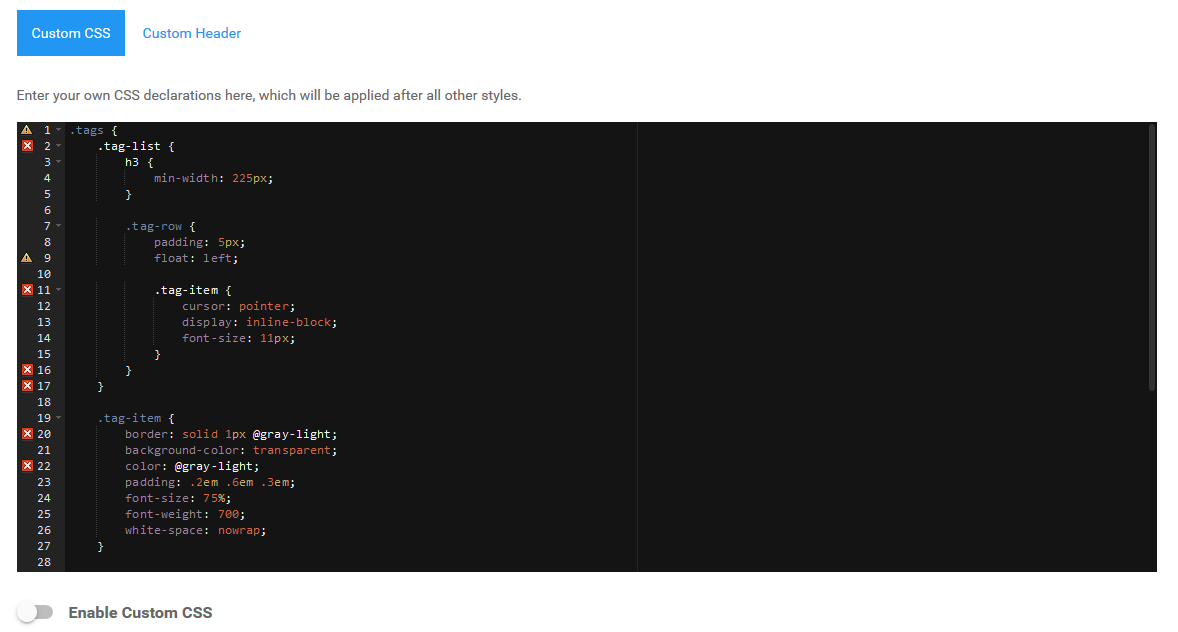 Custom CSS Custom Header
Enter your own CSS declarations here, which will be applied after all other styles.
1 .tags {
2 .tag-list {
3 h3 {
4 min-width: 225px;
5 }
6
7 .tag-row {
8 padding: 5px;
9 float: left;
10
11 .tag-item {
12 cursor: pointer;
13 display: inline-block;
14 font-size: 11px;
15 }
16 }
17 }
18
19 .tag-item {
20 border: solid 1px @gray-light;
21 background-color: transparent;
22 color: @gray-light;
23 padding: .2em .6em .3em;
24 font-size: 75%;
25 font-weight: 700;
26 white-space: nowrap;
27 }
28
Enable Custom CSS